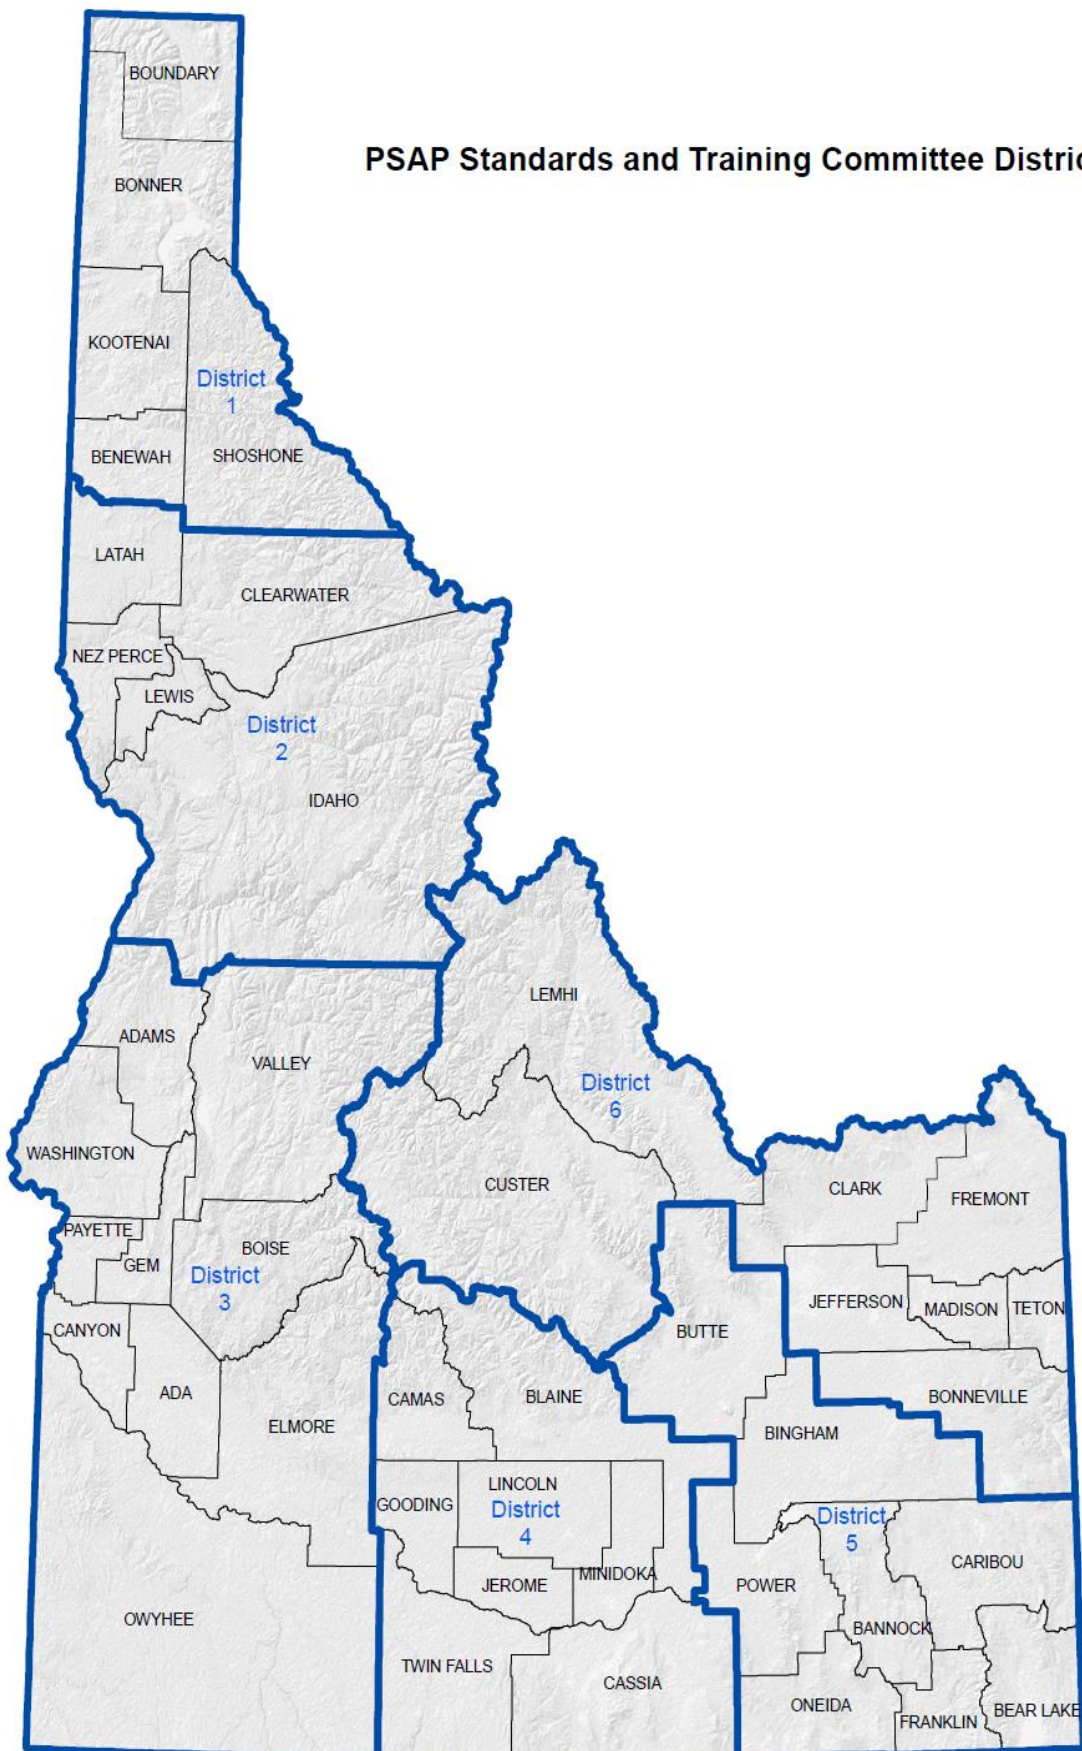 BOUNDARY
PSAP Standards and Training Committee Distric
BONNER
KOOTENAI
District
1
BENEWAH
SHOSHONE
LATAH
CLEARWATER
NEZ PERCE
LEWIS
District
2
IDAHO
LEMHI
ADAMS
VALLEY
District
6
WASHINGTON
CUSTER
CLARK
FREMONT
PAYETTE
BOISE
GEM
District
3
JEFFERSON
MADISON
TETON
CANYON
BUTTE
ADA
CAMAS
BLAINE
BONNEVILLE
ELMORE
BINGHAM
LINCOLN
GOODING
District
4
District
5
CARIBOU
JEROME
MINIDOKA
POWER
OWYHEE
BANNOCK
TWIN FALLS
CASSIA
ONEIDA
FRANKLIN
BEAR LAKE